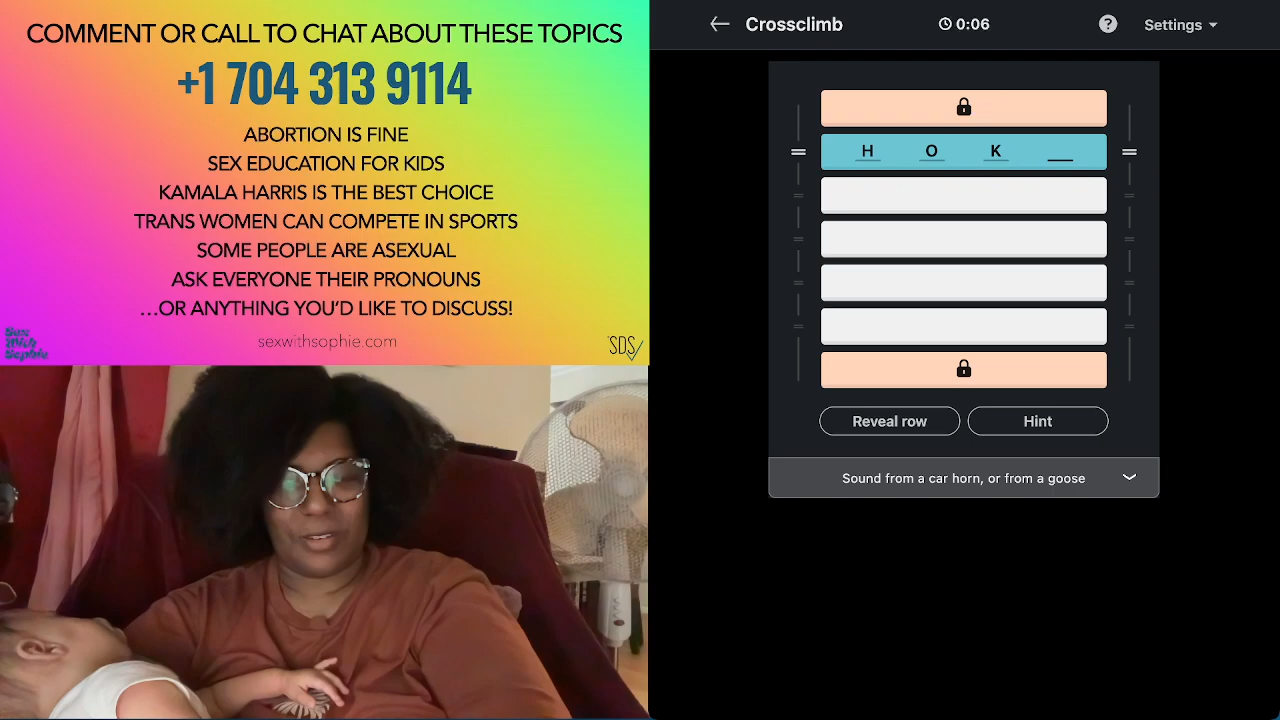 COMMENT OR CALL TO CHAT ABOUT THESE TOPICS
+1 704 313 9114
ABORTION IS FINE
SEX EDUCATION FOR KIDS
KAMALA HARRIS IS THE BEST CHOICE
TRANS WOMEN CAN COMPETE IN SPORTS
SOME PEOPLE ARE ASEXUAL
ASK EVERYONE THEIR PRONOUNS
...OR ANYTHING YOU'D LIKE TO DISCUSS!
sexwithsophie.com
Sex
With
Sophie
SDS
Crossclimb
0:06
?
Settings
H O K
Reveal row
Hint
Sound from a car horn, or from a goose